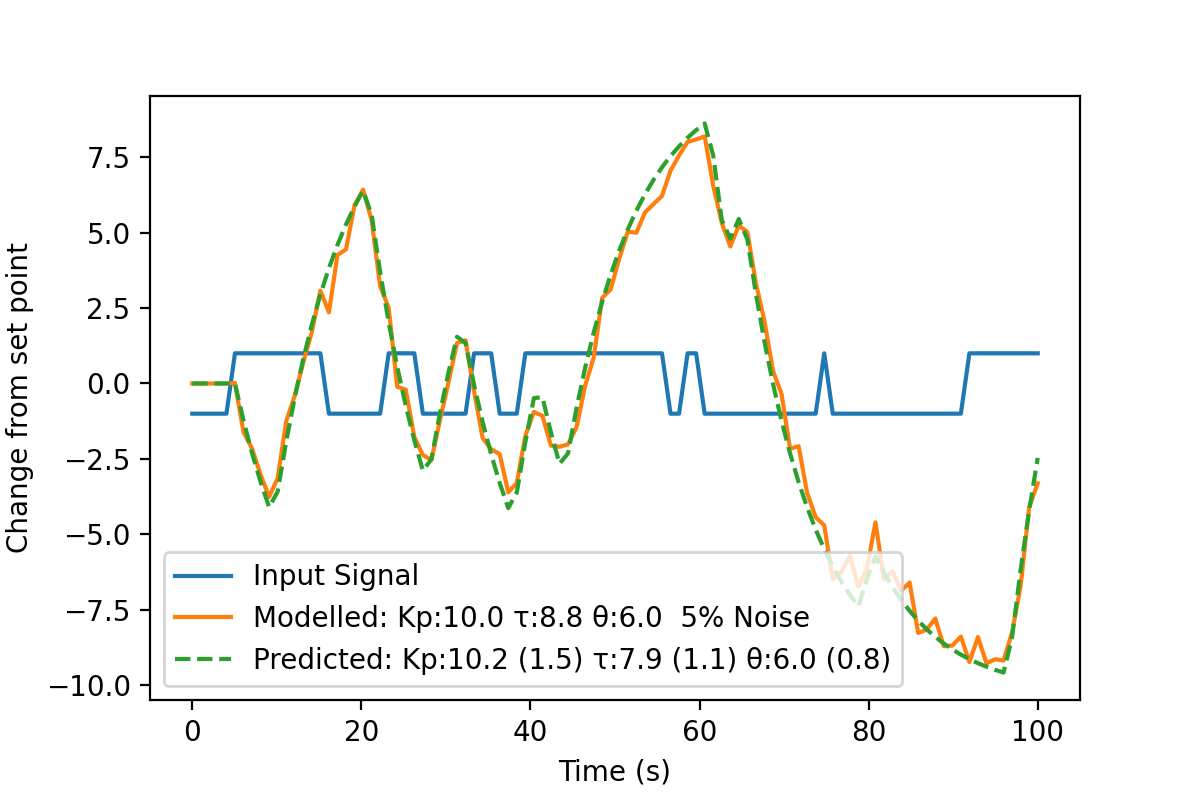 7.5
5.0
2.5
0.0
−2.5
−5.0
−7.5
−10.0
Change from set point
Input Signal
Modelled: Kp:10.0 τ:8.8 θ:6.0  5% Noise
Predicted: Kp:10.2 (1.5) τ:7.9 (1.1) θ:6.0 (0.8)
0 20 40 60 80 100
Time (s)